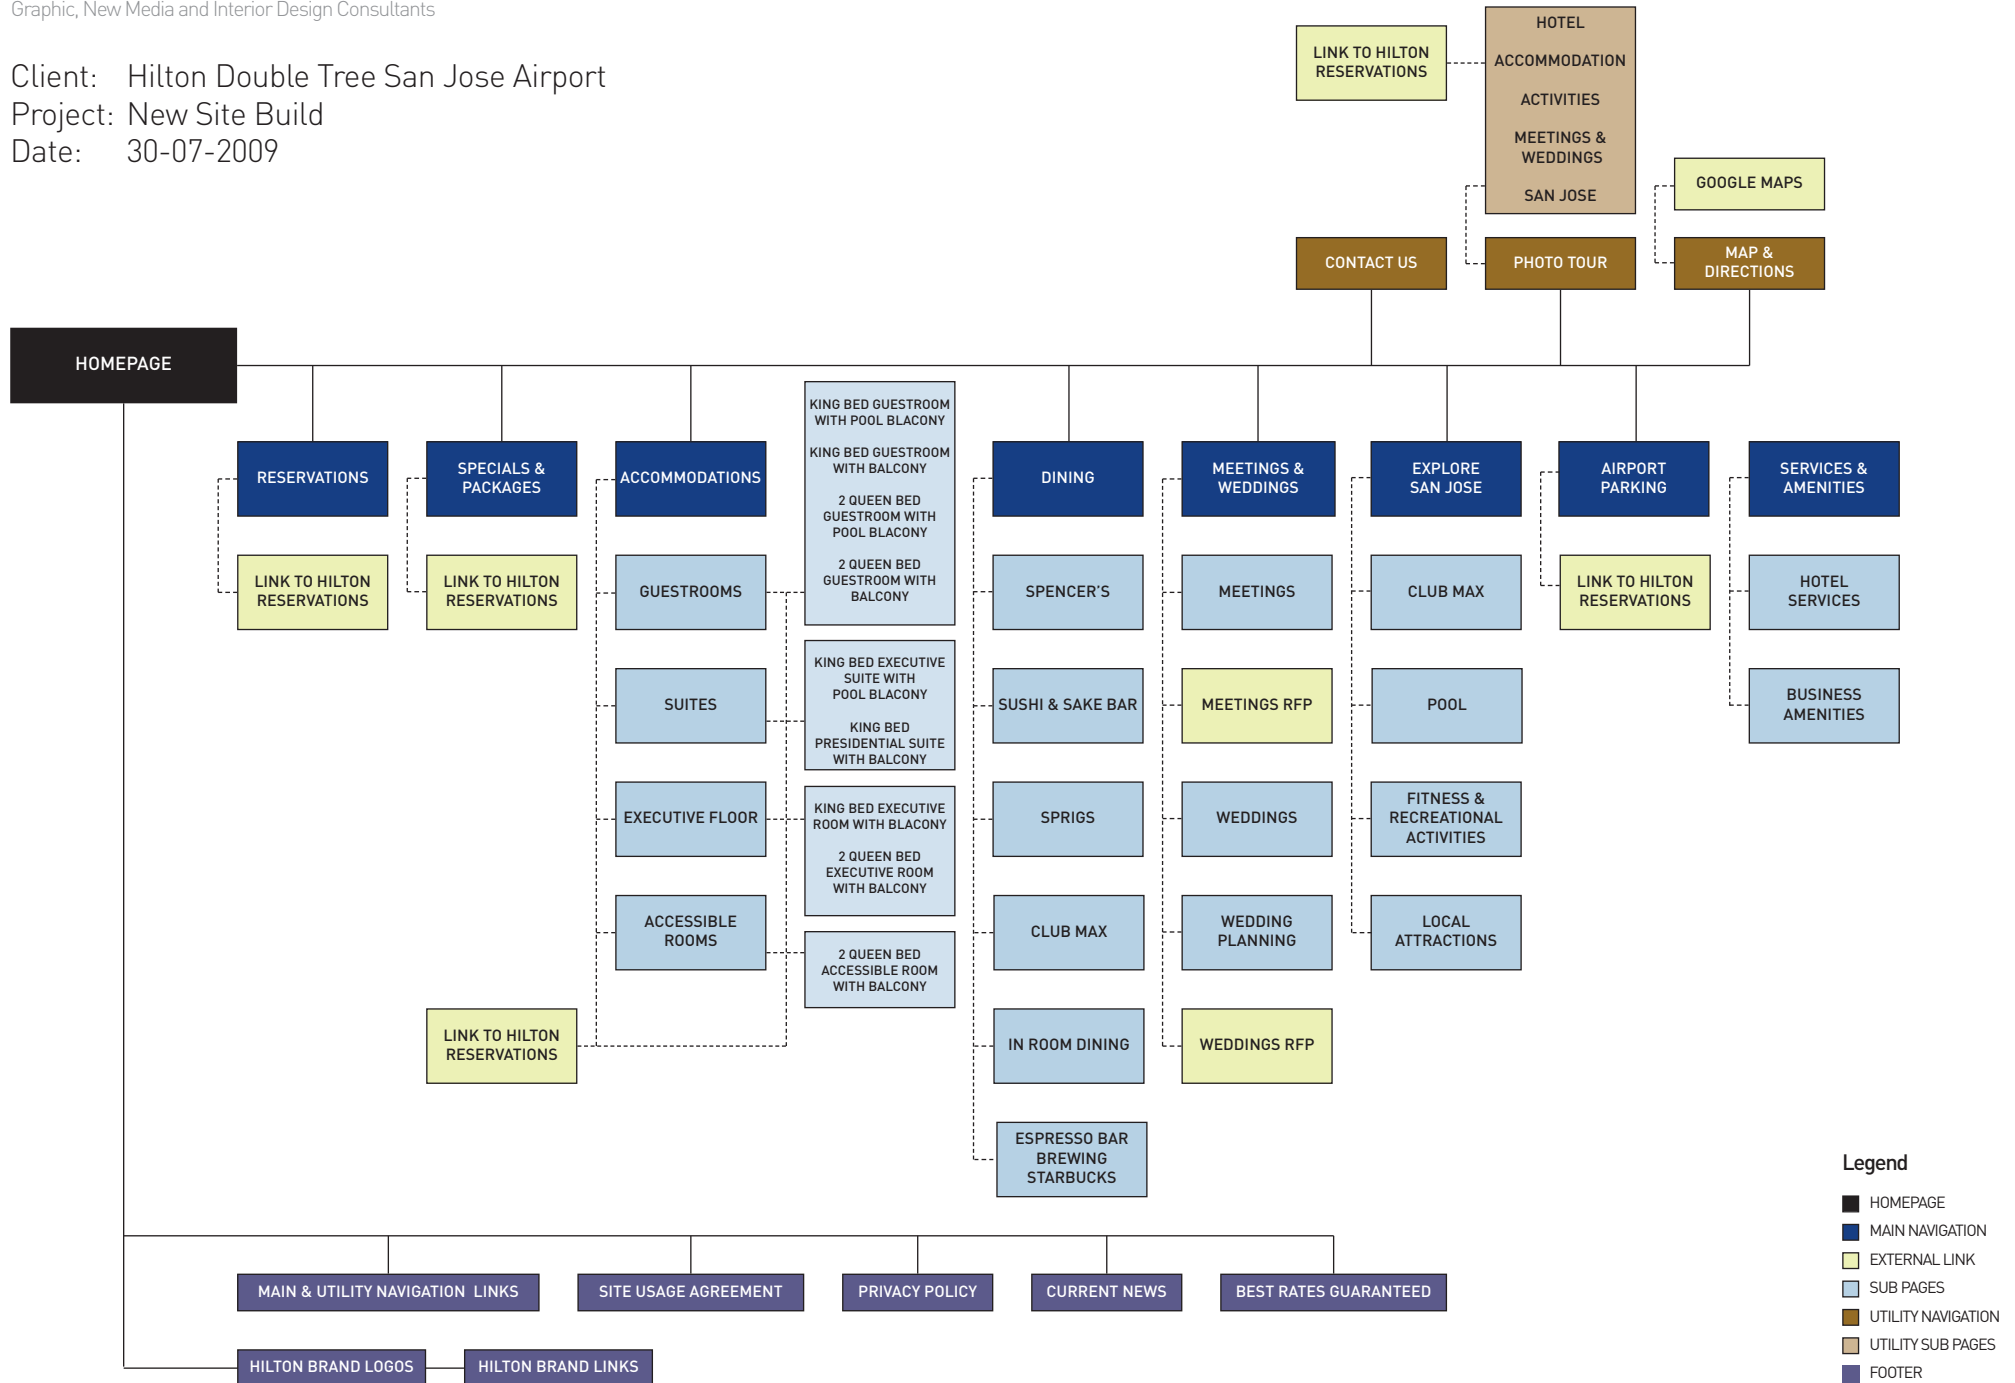 Graphic, New Media and Interior Design Consultants
Client: Hilton Double Tree San Jose Airport
Project: New Site Build
Date: 30-07-2009
LINK TO HILTON
RESERVATIONS
HOTEL
ACCOMMODATION
ACTIVITIES
MEETINGS &
WEDDINGS
SAN JOSE
GOOGLE MAPS
CONTACT US
PHOTO TOUR
MAP &
DIRECTIONS
HOMEPAGE
RESERVATIONS
LINK TO HILTON
RESERVATIONS
SPECIALS &
PACKAGES
LINK TO HILTON
RESERVATIONS
ACCOMMODATIONS
GUESTROOMS
SUITES
EXECUTIVE FLOOR
ACCESSIBLE
ROOMS
LINK TO HILTON
RESERVATIONS
KING BED GUESTROOM
WITH POOL BLACONY
KING BED GUESTROOM
WITH BALCONY
2 QUEEN BED
GUESTROOM WITH
POOL BLACONY
2 QUEEN BED
GUESTROOM WITH
BALCONY
KING BED EXECUTIVE
SUITE WITH
POOL BLACONY
KING BED
PRESIDENTIAL SUITE
WITH BALCONY
KING BED EXECUTIVE
ROOM WITH BLACONY
2 QUEEN BED
EXECUTIVE ROOM
WITH BALCONY
2 QUEEN BED
ACCESSIBLE ROOM
WITH BALCONY
DINING
SPENCER'S
SUSHI & SAKE BAR
SPRIGS
CLUB MAX
IN ROOM DINING
ESPRESSO BAR
BREWING
STARBUCKS
MEETINGS &
WEDDINGS
MEETINGS
MEETINGS RFP
WEDDINGS
WEDDING
PLANNING
WEDDINGS RFP
EXPLORE
SAN JOSE
CLUB MAX
POOL
FITNESS &
RECREATIONAL
ACTIVITIES
LOCAL
ATTRACTIONS
AIRPORT
PARKING
LINK TO HILTON
RESERVATIONS
SERVICES &
AMENITIES
HOTEL
SERVICES
BUSINESS
AMENITIES
MAIN & UTILITY NAVIGATION LINKS
SITE USAGE AGREEMENT
PRIVACY POLICY
CURRENT NEWS
BEST RATES GUARANTEED
HILTON BRAND LOGOS
HILTON BRAND LINKS
Legend
HOMEPAGE
MAIN NAVIGATION
EXTERNAL LINK
SUB PAGES
UTILITY NAVIGATION
UTILITY SUB PAGES
FOOTER